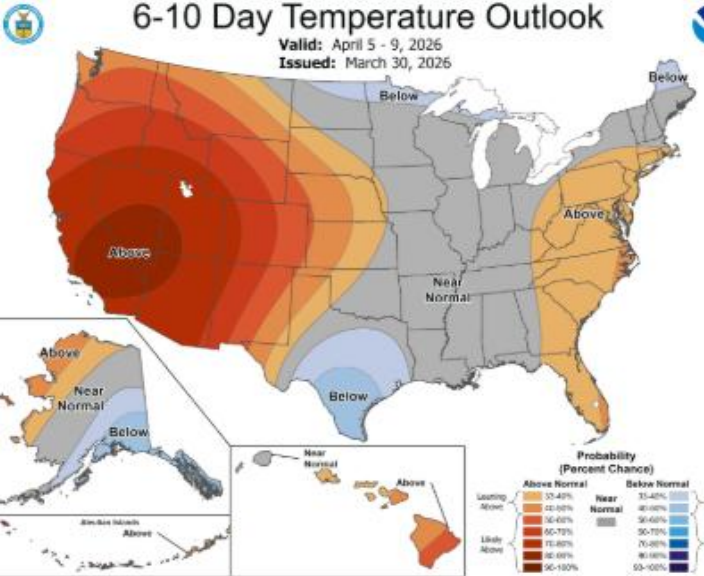 6-10 Day Temperature Outlook
Valid: April 5 - 9, 2026
Issued: March 30, 2026
Below
Below
Above
Above
Near
Normal
Below
Above
Near
Normal
Below
Aleutian Islands
Above
Near
Normal
Above
Probability
(Percent Chance)
Above Normal
Below Normal
Leaning
Above
Likely
Above
Near
Normal
33-40%
40-50%
50-60%
60-70%
70-80%
80-90%
90-100%
33-40%
40-50%
50-60%
60-70%
70-80%
80-90%
90-100%